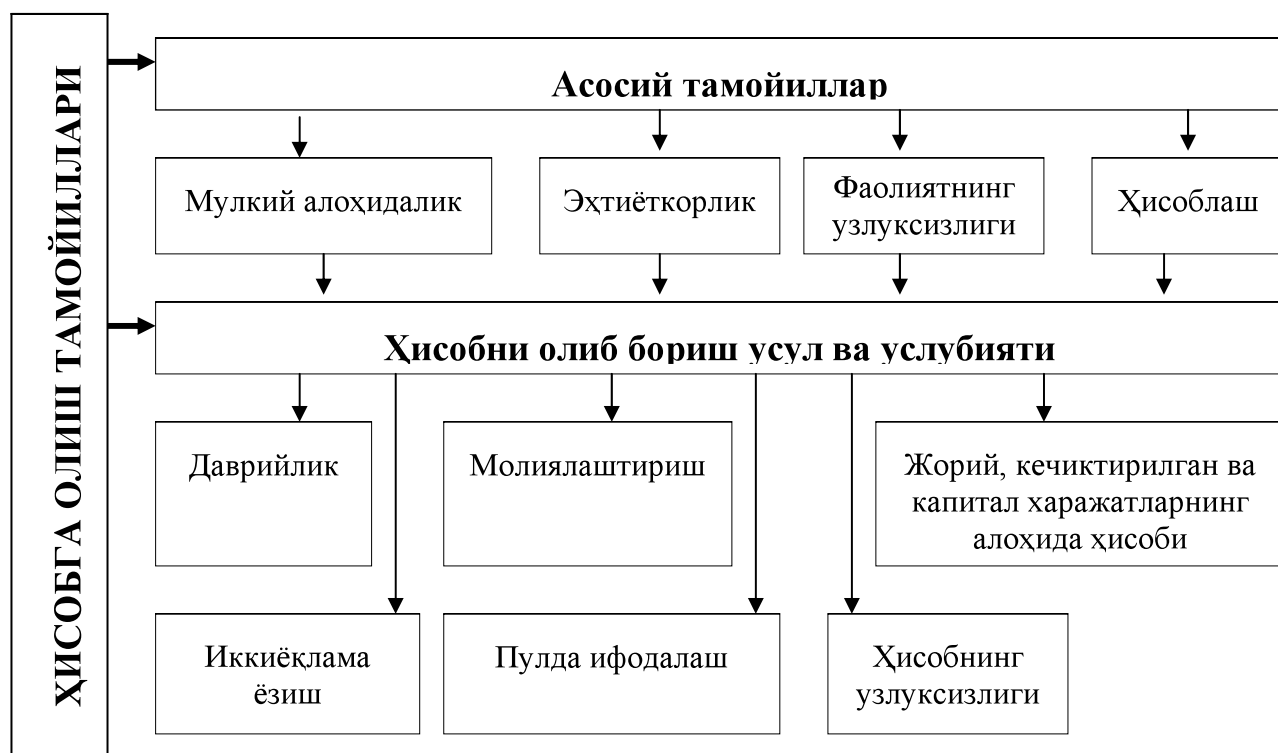 ҲИСОБГА ОЛИШ ТАМОЙИЛЛАРИ
Асосий тамойиллар
Мулкий алоҳидалик
Эҳтиёткорлик
Фаолиятнинг
узлуксизлиги
Ҳисоблаш
Ҳисобни олиб бориш усул ва услубияти
Даврийлик
Молиялаштириш
Жорий, кечиктирилган ва
капитал харажатларнинг
алоҳида ҳисоби
Иккиёқлама
ёзиш
Пулда ифодалаш
Ҳисобнинг
узлуксизлиги